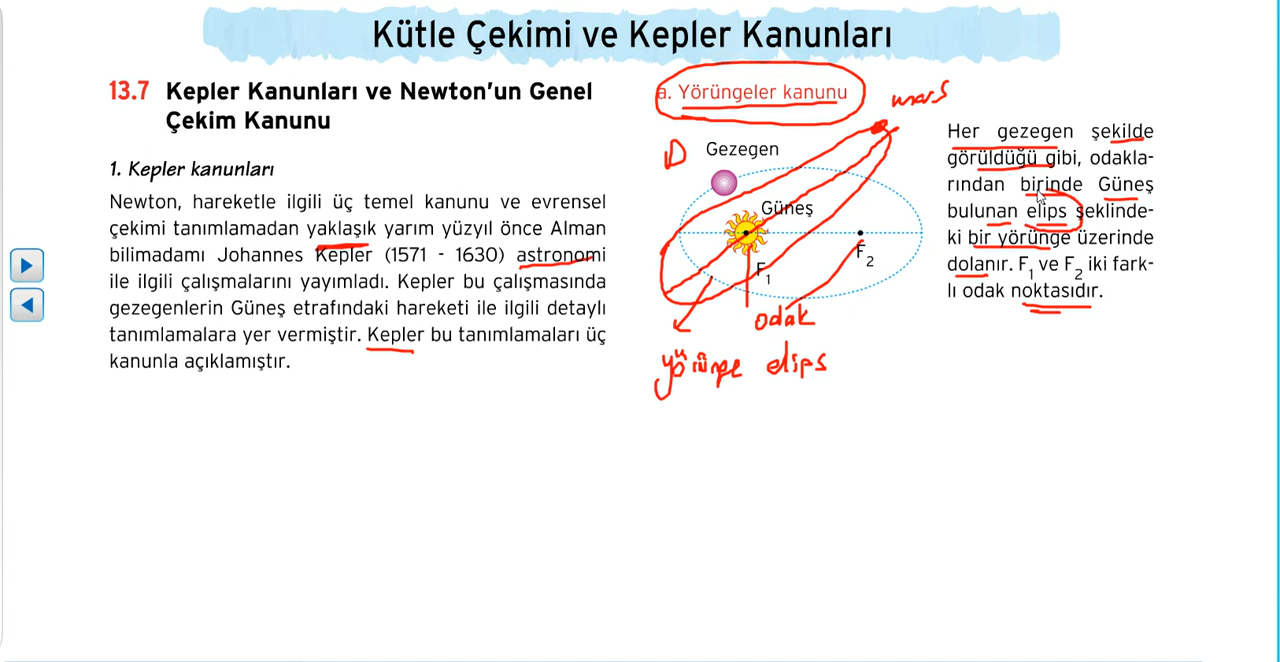 Kütle Çekimi ve Kepler Kanunları
13.7 Kepler Kanunları ve Newton'un Genel
Çekim Kanunu
1. Kepler kanunları
Newton, hareketle ilgili üç temel kanunu ve evrensel
çekimi tanımlamadan yaklaşık yarım yüzyıl önce Alman
bilimadamı Johannes Kepler (1571 - 1630) astronomi
ile ilgili çalışmalarını yayımladı. Kepler bu çalışmasında
gezegenlerin Güneş etrafındaki hareketi ile ilgili detaylı
tanımlamalara yer vermiştir. Kepler bu tanımlamaları üç
kanunla açıklamıştır.
a. Yörüngeler kanunu
mars
Gezegen
Güneş
F1
F2
odak
yörünge elips
Her gezegen şekilde
görüldüğü gibi, odakla-
rından birinde Güneş
bulunan elips şeklinde-
ki bir yörünge üzerinde
dolanır. F1 ve F2 iki fark-
lı odak noktasıdır.